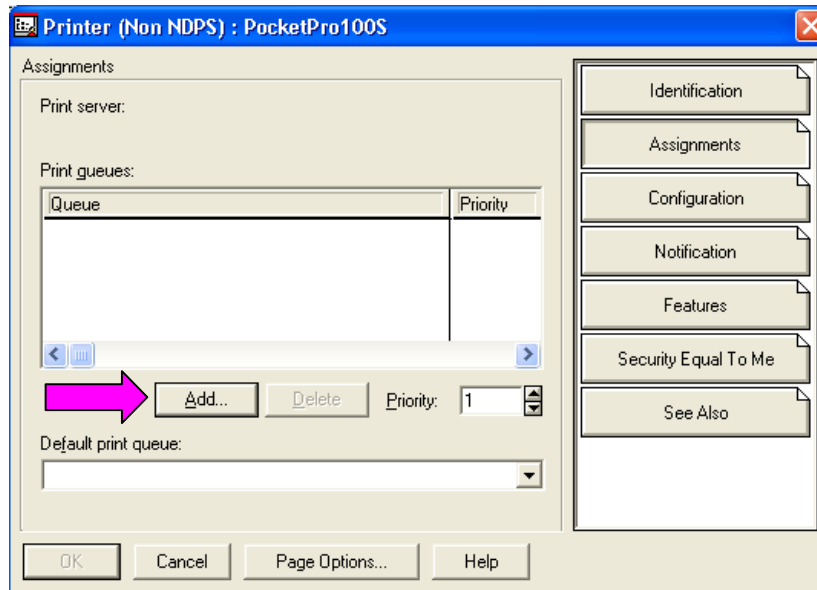 Printer (Non NDPS) : PocketPro100S
Assignments
Print server:
Print queues:
Queue Priority
Add... Delete Priority: 1
Default print queue:
OK Cancel Page Options... Help
Identification
Assignments
Configuration
Notification
Features
Security Equal To Me
See Also